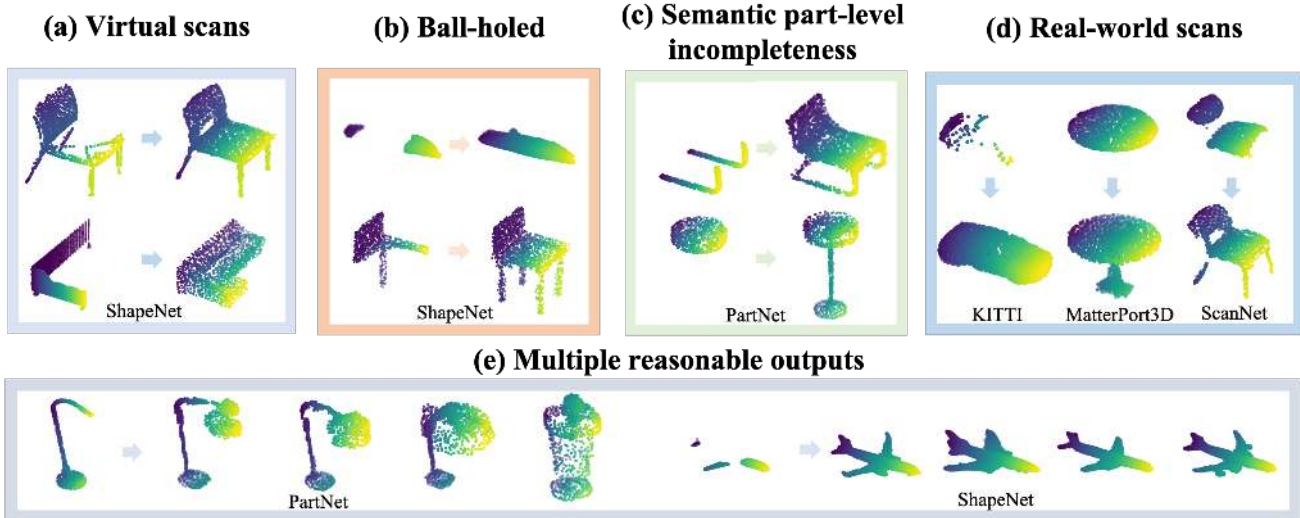 (a) Virtual scans
(b) Ball-holed
(c) Semantic part-level
incompleteness
(d) Real-world scans
ShapeNet
ShapeNet
PartNet
KITTI
MatterPort3D
ScanNet
(e) Multiple reasonable outputs
PartNet
ShapeNet